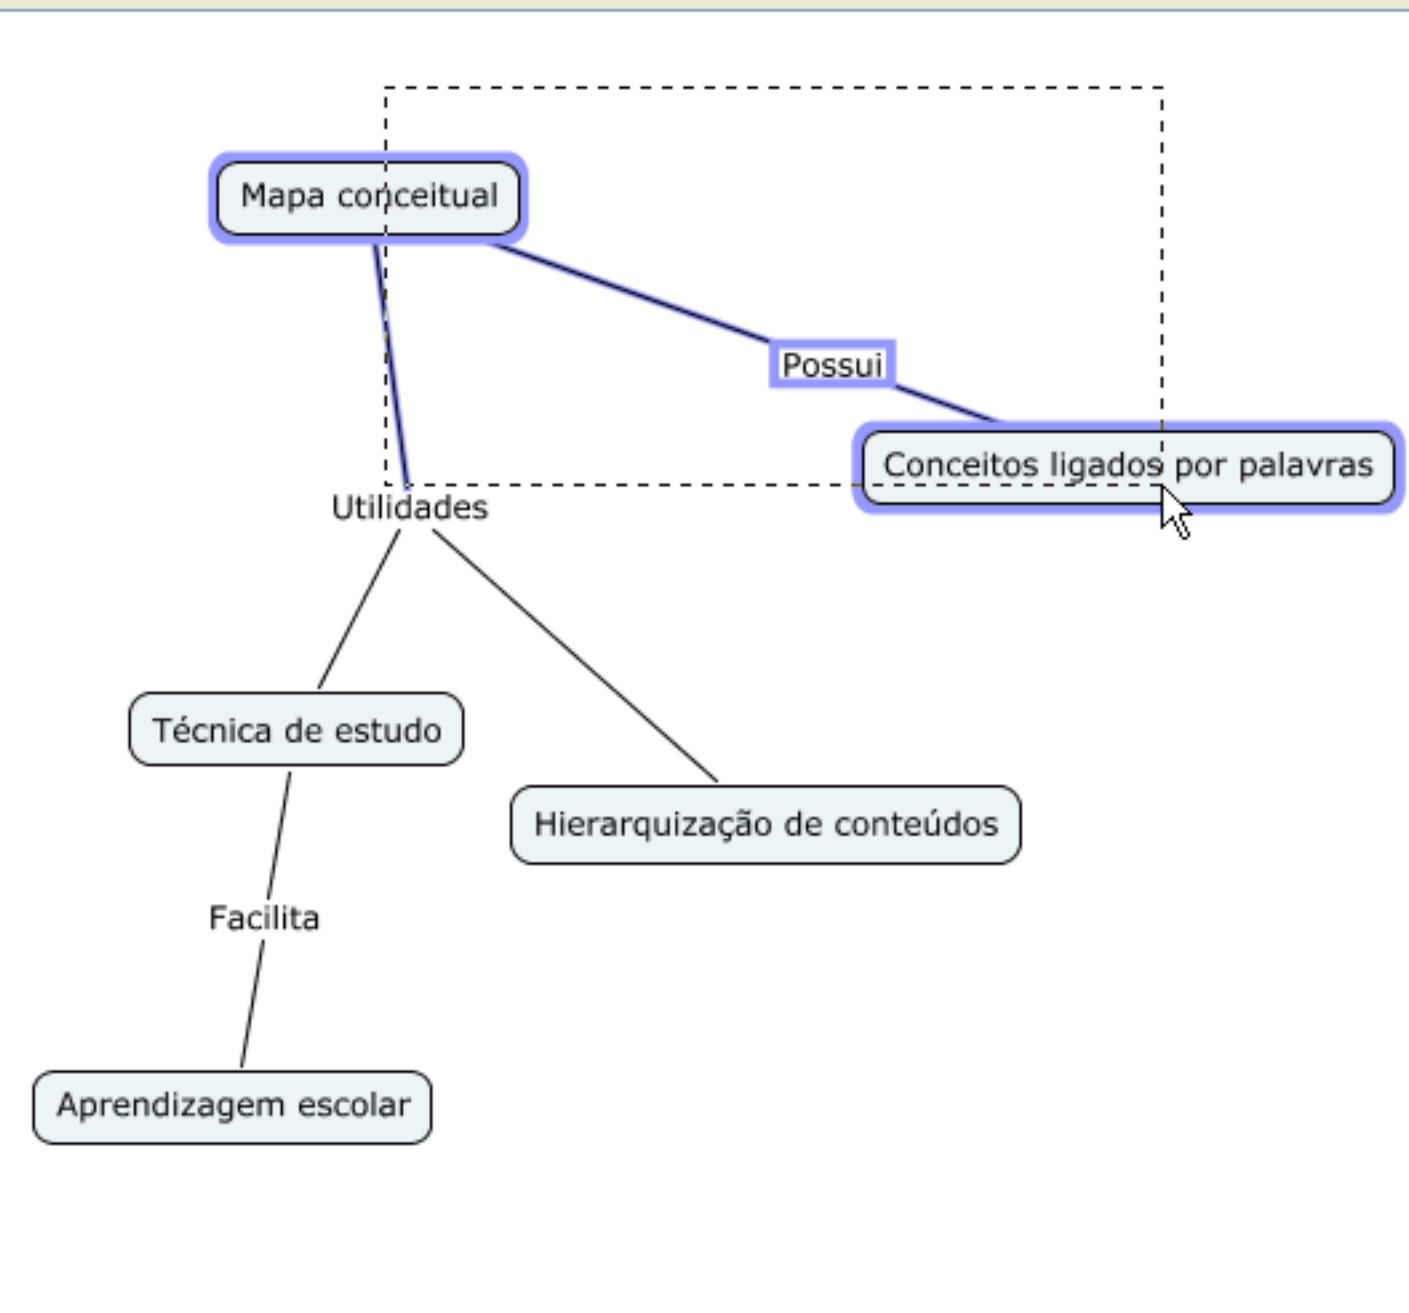 Mapa conceitual
Possui
Conceitos ligados por palavras
Utilidades
Técnica de estudo
Hierarquização de conteúdos
Facilita
Aprendizagem escolar